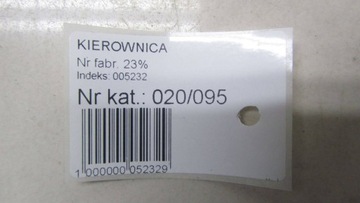 KIEROWNICA
Nr fabr. 23%
Indeks: 005232
Nr kat.: 020/095
1 000000 052329